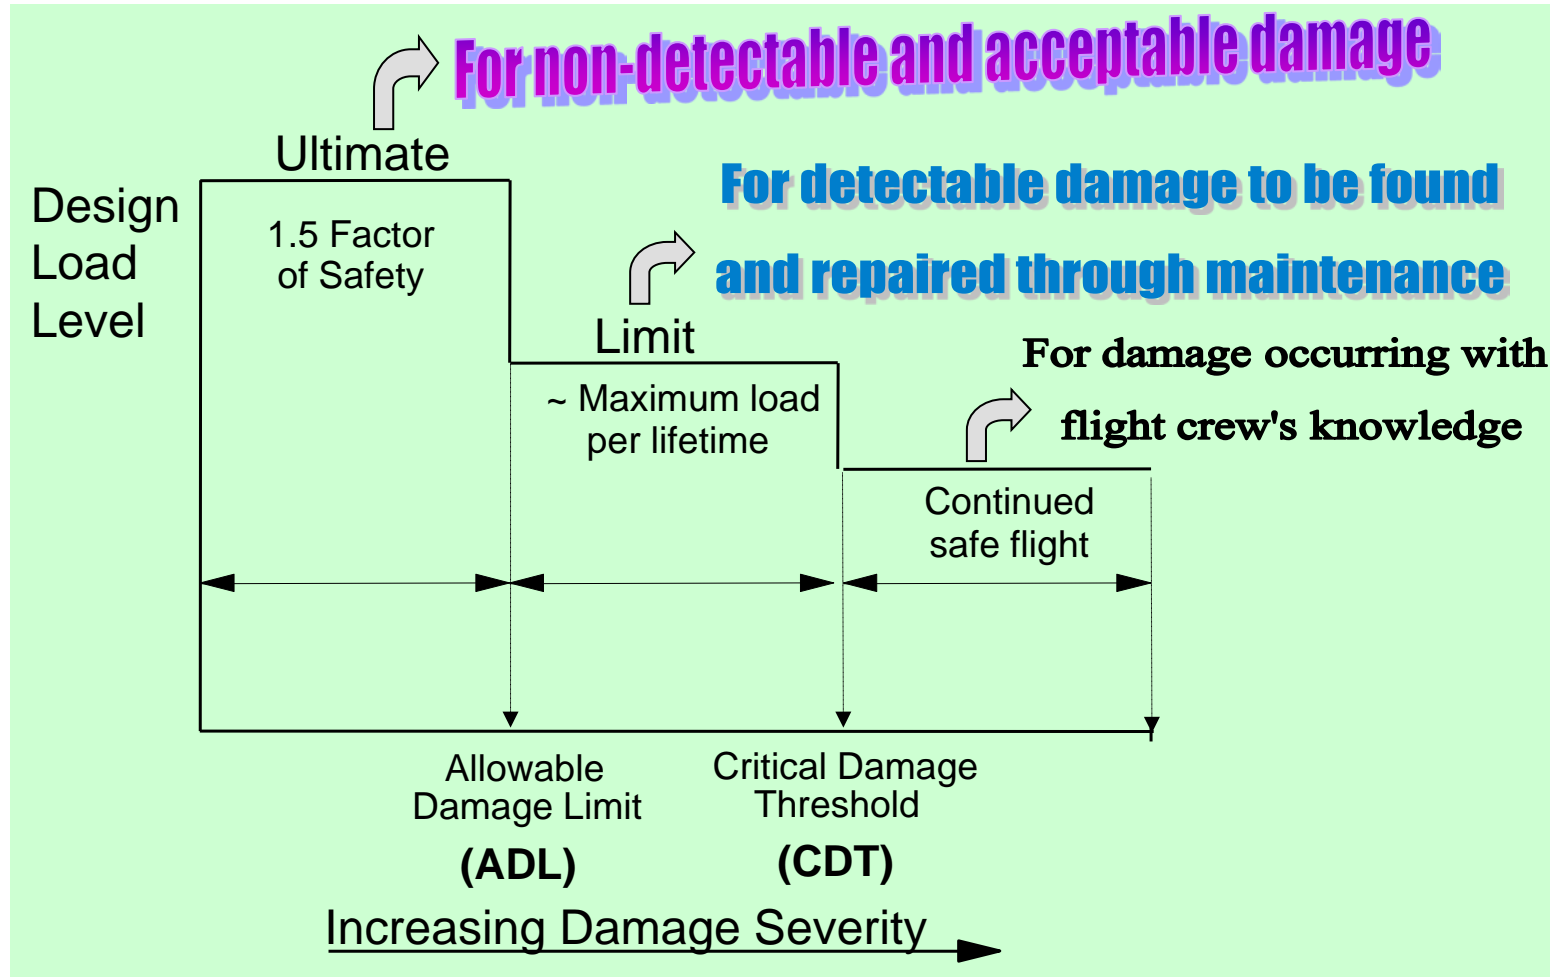 For non-detectable and acceptable damage
Ultimate
Design
Load
Level
1.5 Factor
of Safety
For detectable damage to be found
and repaired through maintenance
Limit
~ Maximum load
per lifetime
For damage occurring with
flight crew's knowledge
Continued
safe flight
Allowable
Damage Limit
(ADL)
Critical Damage
Threshold
(CDT)
Increasing Damage Severity